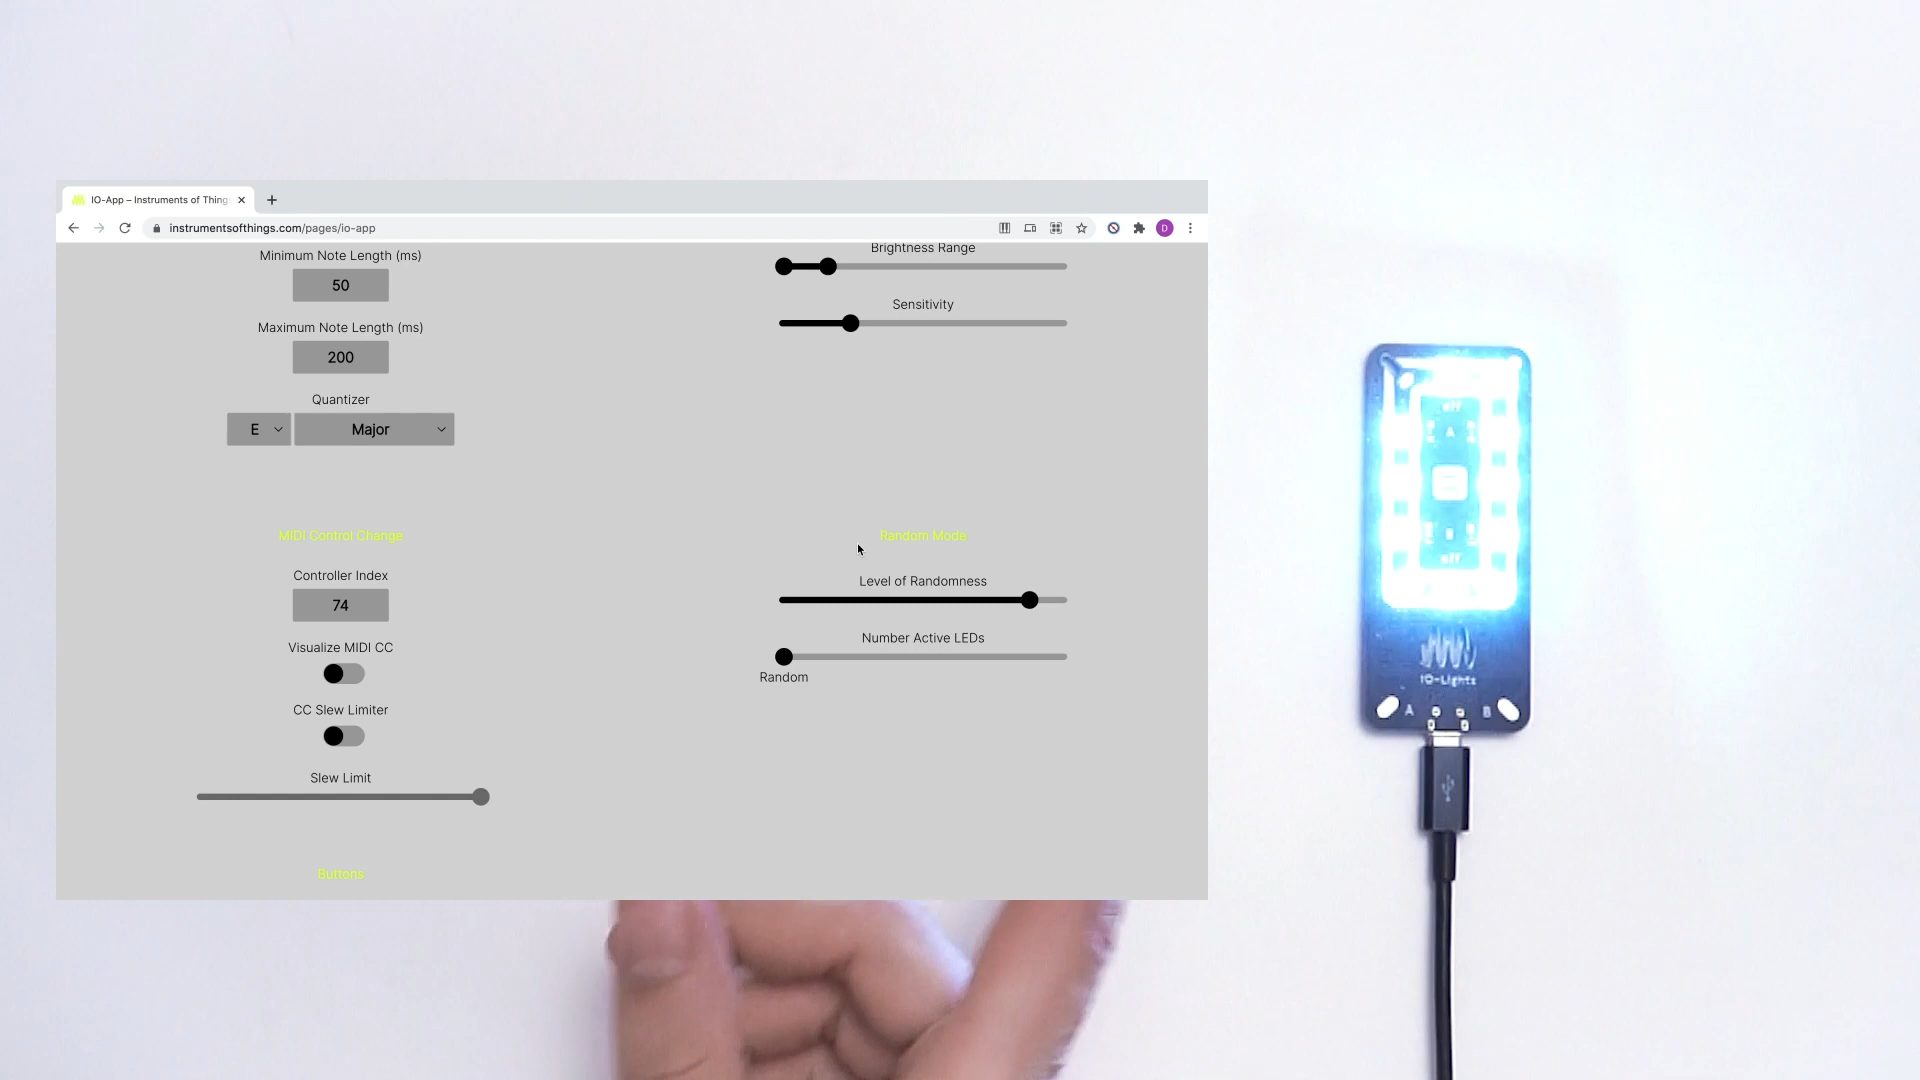 IO-App – Instruments of Thing
instrumentsofthings.com/pages/io-app
D
Minimum Note Length (ms)
50
Maximum Note Length (ms)
200
Quantizer
E
Major
MIDI Control Change
Controller Index
74
Visualize MIDI CC
CC Slew Limiter
Slew Limit
Buttons
Brightness Range
Sensitivity
Random Mode
Level of Randomness
Number Active LEDs
Random
off
A
B
off
IO-Lights
A
B